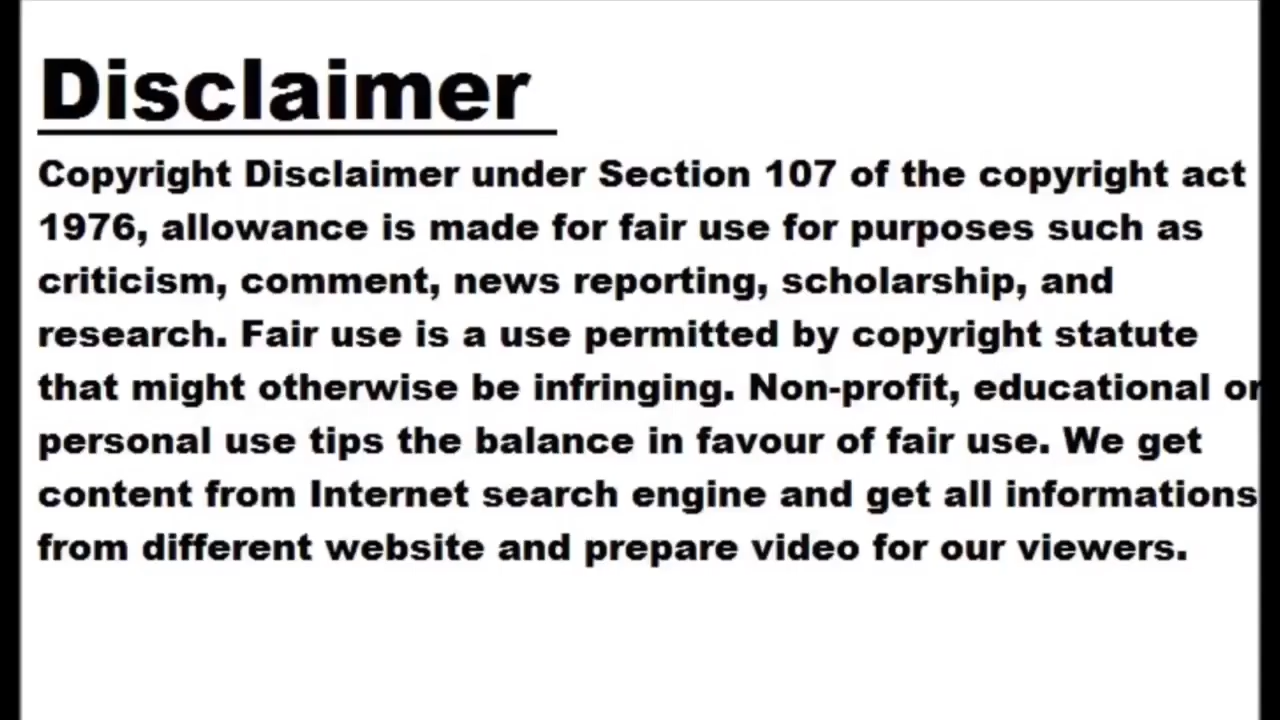 Disclaimer
Copyright Disclaimer under Section 107 of the copyright act
1976, allowance is made for fair use for purposes such as
criticism, comment, news reporting, scholarship, and
research. Fair use is a use permitted by copyright statute
that might otherwise be infringing. Non-profit, educational or
personal use tips the balance in favour of fair use. We get
content from Internet search engine and get all informations
from different website and prepare video for our viewers.